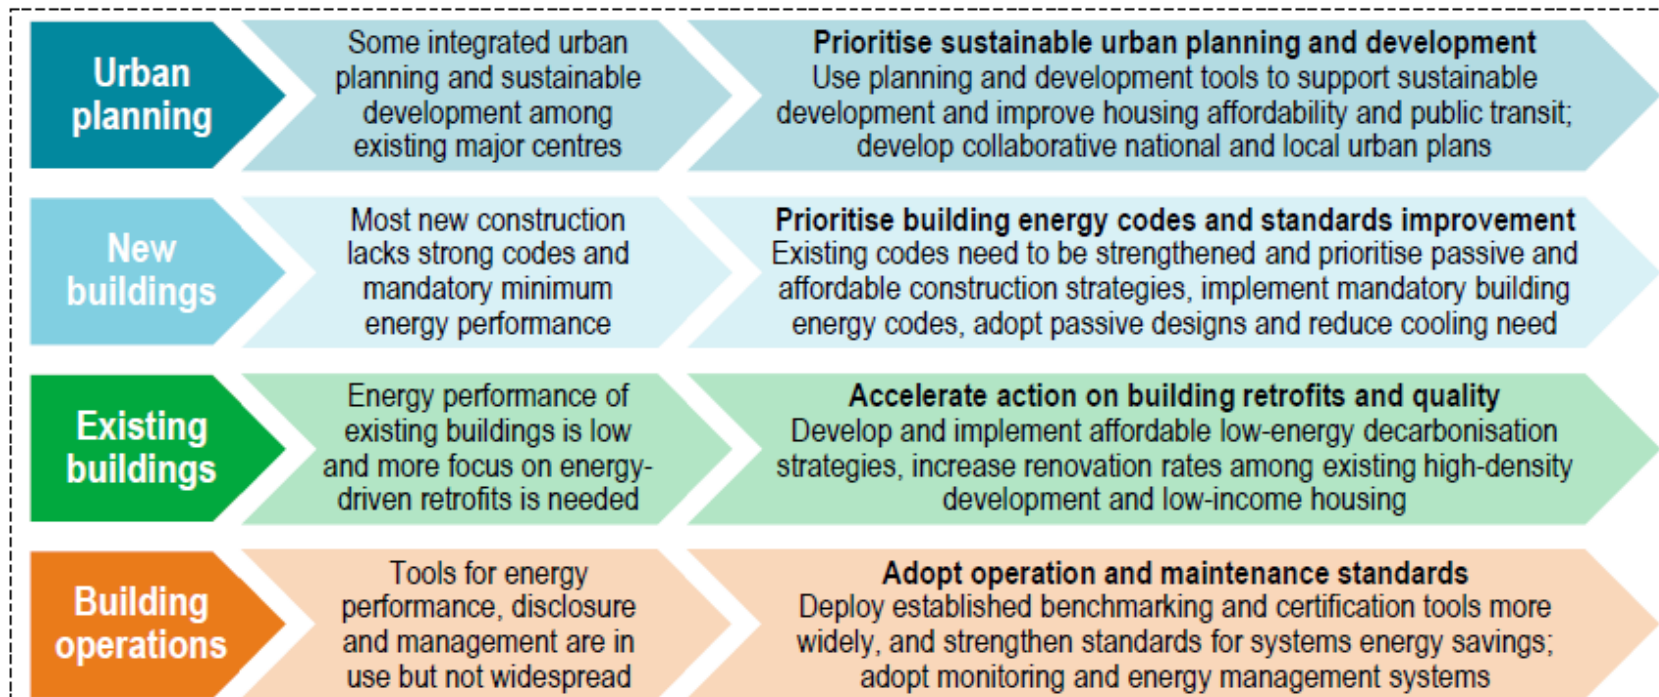 Urban
planning
Some integrated urban
planning and sustainable
development among
existing major centres
Prioritise sustainable urban planning and development
Use planning and development tools to support sustainable
development and improve housing affordability and public transit;
develop collaborative national and local urban plans
New
buildings
Most new construction
lacks strong codes and
mandatory minimum
energy performance
Prioritise building energy codes and standards improvement
Existing codes need to be strengthened and prioritise passive and
affordable construction strategies, implement mandatory building
energy codes, adopt passive designs and reduce cooling need
Existing
buildings
Energy performance of
existing buildings is low
and more focus on energy-
driven retrofits is needed
Accelerate action on building retrofits and quality
Develop and implement affordable low-energy decarbonisation
strategies, increase renovation rates among existing high-density
development and low-income housing
Building
operations
Tools for energy
performance, disclosure
and management are in
use but not widespread
Adopt operation and maintenance standards
Deploy established benchmarking and certification tools more
widely, and strengthen standards for systems energy savings;
adopt monitoring and energy management systems